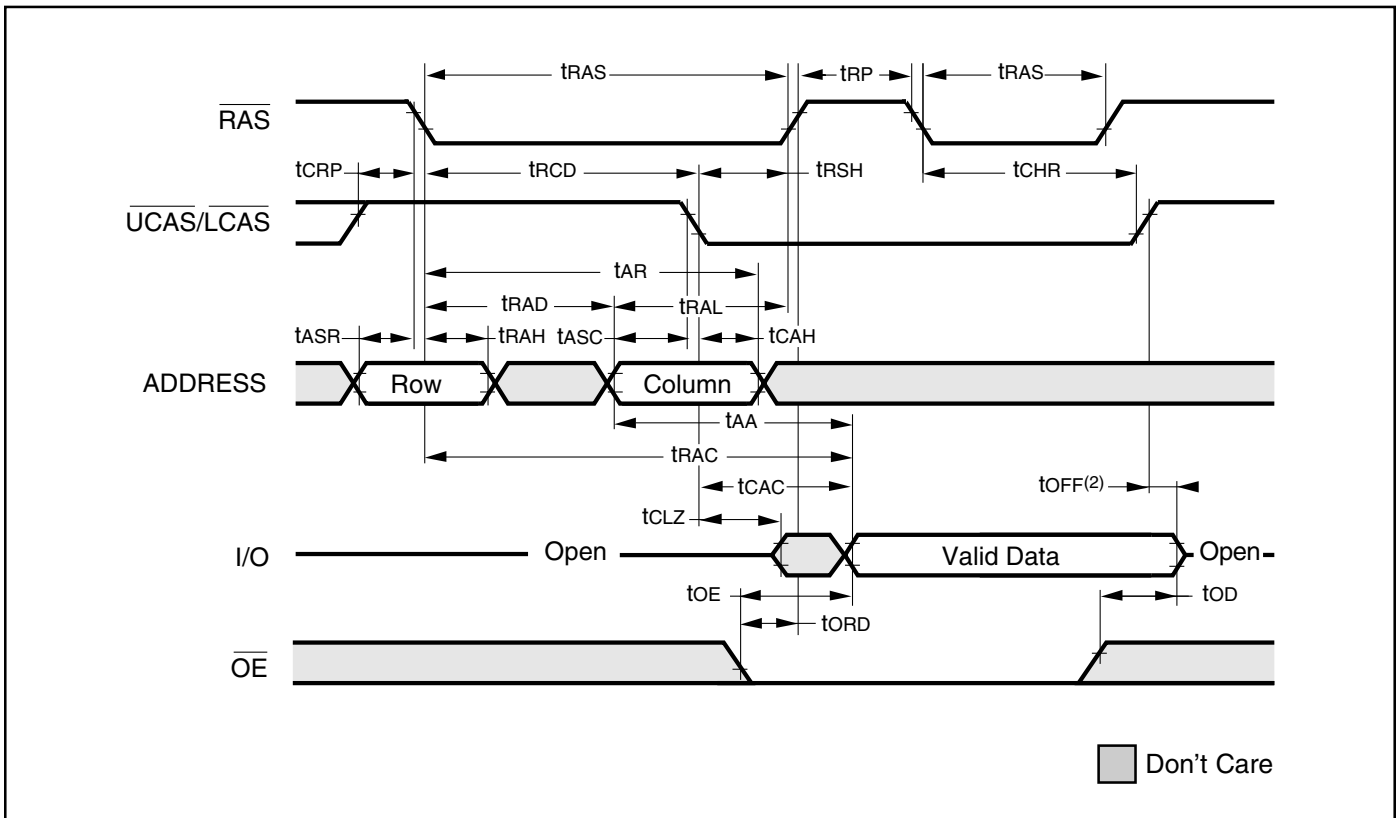 tRAS tRP tRAS
RAS
tCRP tRCD tRSH tCHR
UCAS/LCAS
tAR
tRAD tRAL
tASR tRAH tASC tCAH
ADDRESS Row Column
tAA
tRAC
tCAC tOFF(2)
tCLZ
I/O Open Valid Data Open
tOE tOD
tORD
OE
Don't Care